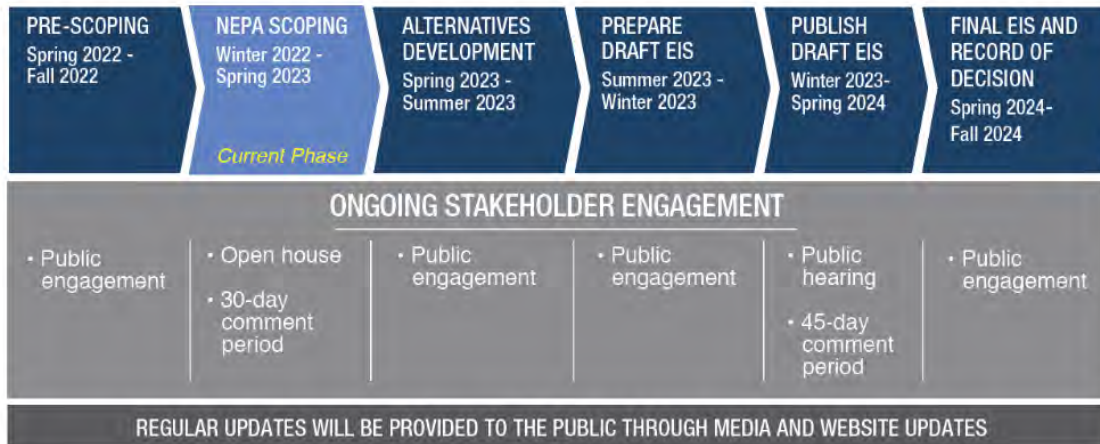 PRE-SCOPING
Spring 2022 -
Fall 2022
NEPA SCOPING
Winter 2022 -
Spring 2023
Current Phase
ALTERNATIVES
DEVELOPMENT
Spring 2023 -
Summer 2023
PREPARE
DRAFT EIS
Summer 2023 -
Winter 2023
PUBLISH
DRAFT EIS
Winter 2023-
Spring 2024
FINAL EIS AND
RECORD OF
DECISION
Spring 2024-
Fall 2024
ONGOING STAKEHOLDER ENGAGEMENT
• Public
engagement
• Open house
• 30-day
comment
period
• Public
engagement
• Public
engagement
• Public
hearing
• 45-day
comment
period
• Public
engagement
REGULAR UPDATES WILL BE PROVIDED TO THE PUBLIC THROUGH MEDIA AND WEBSITE UPDATES